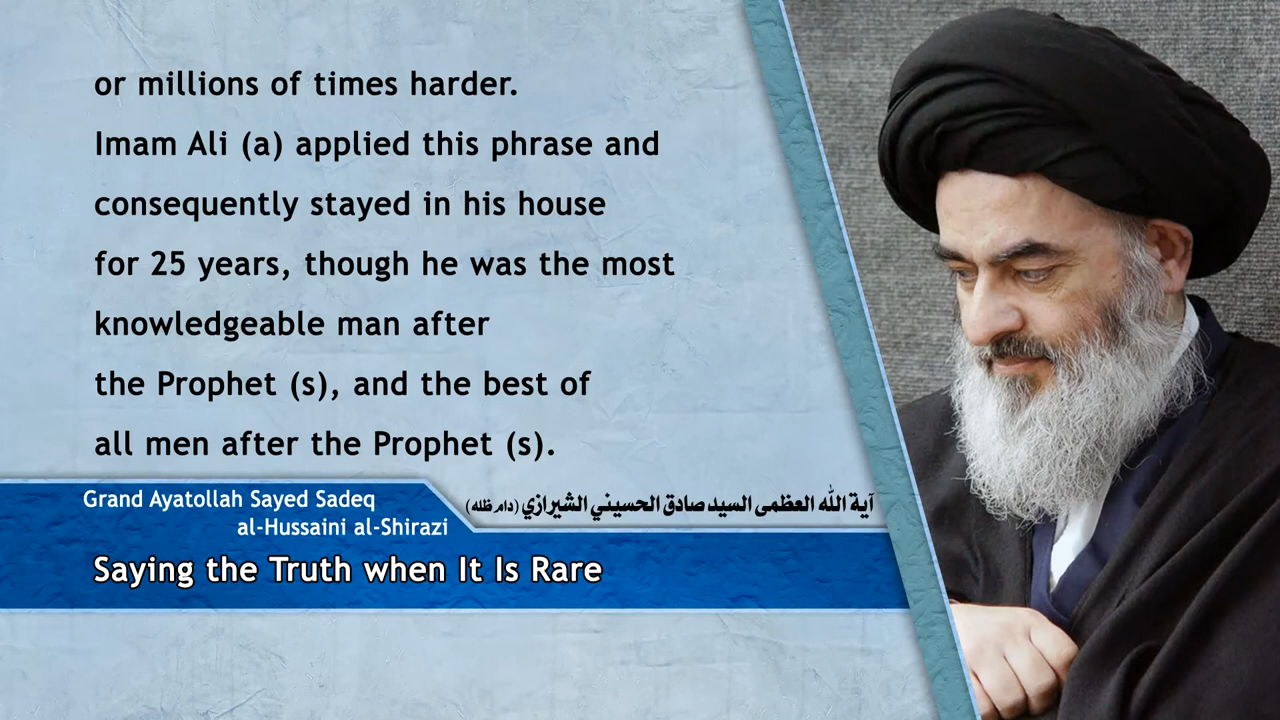 or millions of times harder.
Imam Ali (a) applied this phrase and
consequently stayed in his house
for 25 years, though he was the most
knowledgeable man after
the Prophet (s), and the best of
all men after the Prophet (s).
Grand Ayatollah Sayed Sadeq
al-Hussaini al-Shirazi
آية الله العظمى السيد صادق الحسيني الشيرازي (دام ظله)
Saying the Truth when It Is Rare